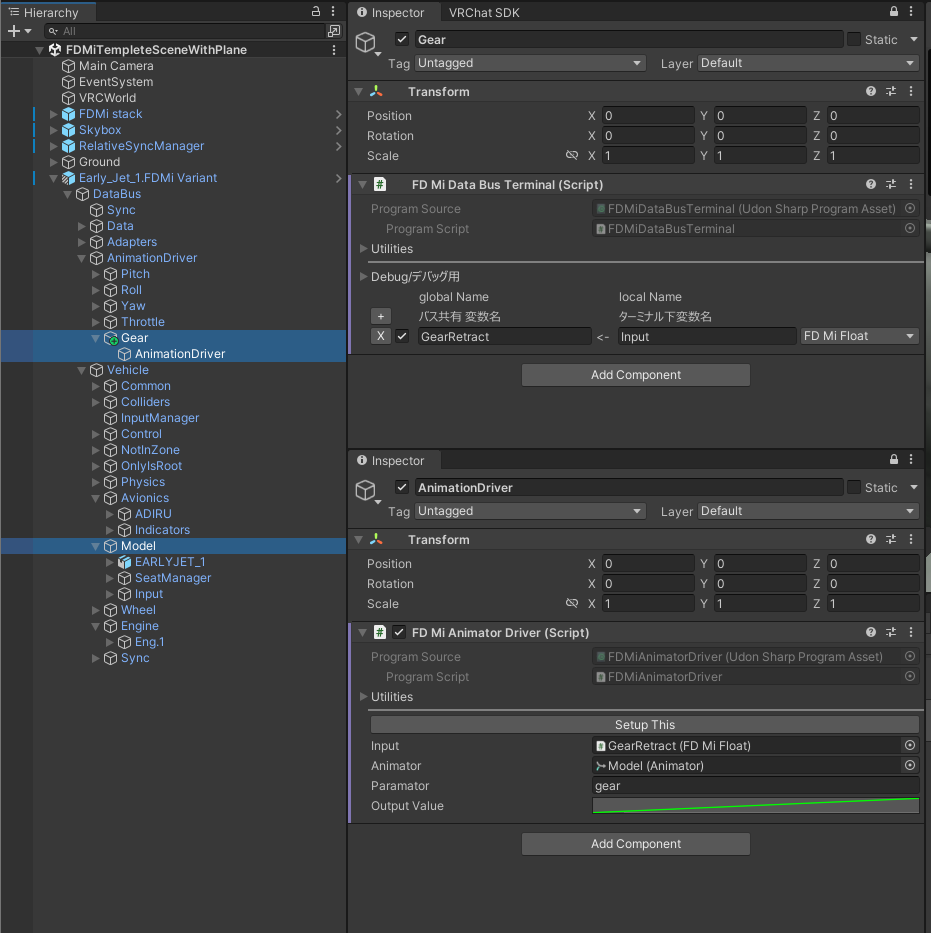 Hierarchy
All
FDMiTempleteSceneWithPlane
Main Camera
EventSystem
VRCWorld
FDMi stack
Skybox
RelativeSyncManager
Ground
Early_Jet_1.FDMi Variant
DataBus
Sync
Data
Adapters
AnimationDriver
Pitch
Roll
Yaw
Throttle
Gear
AnimationDriver
Vehicle
Common
Colliders
InputManager
Control
NotInZone
OnlyIsRoot
Physics
Avionics
ADIRU
Indicators
Model
EARLYJET_1
SeatManager
Input
Wheel
Engine
Eng.1
Sync
Inspector VRChat SDK
Gear Static
Tag Untagged Layer Default
Transform
Position X 0 Y 0 Z 0
Rotation X 0 Y 0 Z 0
Scale X 1 Y 1 Z 1
# FD Mi Data Bus Terminal (Script)
Program Source FDMiDataBusTerminal (Udon Sharp Program Asset)
Program Script FDMiDataBusTerminal
Utilities
Debug/デバッグ用
global Name local Name
+ バス共有 変数名 ターミナル下変数名
X GearRetract <- Input FD Mi Float
Add Component
Inspector
AnimationDriver Static
Tag Untagged Layer Default
Transform
Position X 0 Y 0 Z 0
Rotation X 0 Y 0 Z 0
Scale X 1 Y 1 Z 1
# FD Mi Animator Driver (Script)
Program Source FDMiAnimatorDriver (Udon Sharp Program Asset)
Program Script FDMiAnimatorDriver
Utilities
Setup This
Input GearRetract (FD Mi Float)
Animator Model (Animator)
Paramator gear
Output Value
Add Component